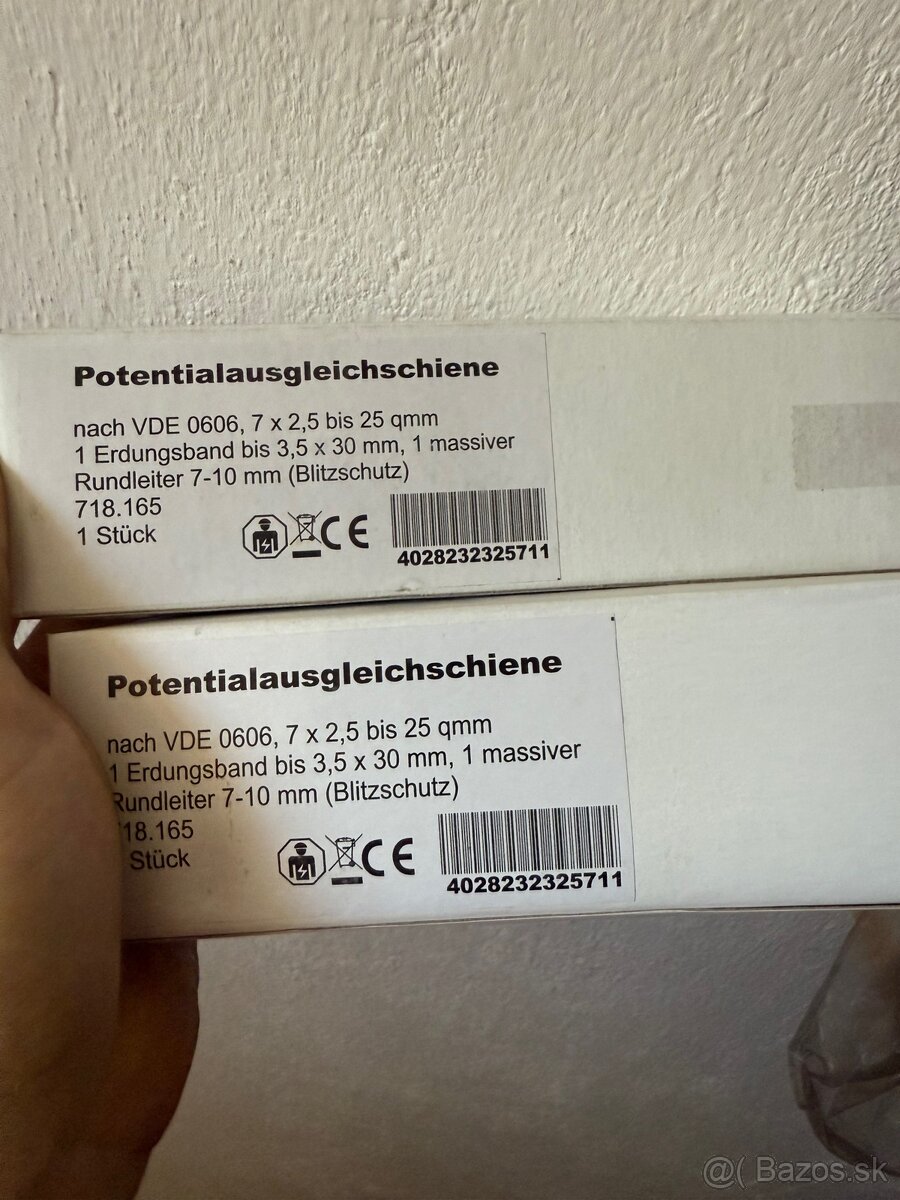 Potentialausgleichschiene
nach VDE 0606, 7 x 2,5 bis 25 qmm
1 Erdungsband bis 3,5 x 30 mm, 1 massiver
Rundleiter 7-10 mm (Blitzschutz)
718.165
1 Stück
CE
4028232325711
Potentialausgleichschiene
nach VDE 0606, 7 x 2,5 bis 25 qmm
1 Erdungsband bis 3,5 x 30 mm, 1 massiver
Rundleiter 7-10 mm (Blitzschutz)
718.165
Stück
CE
4028232325711
@( Bazos.sk